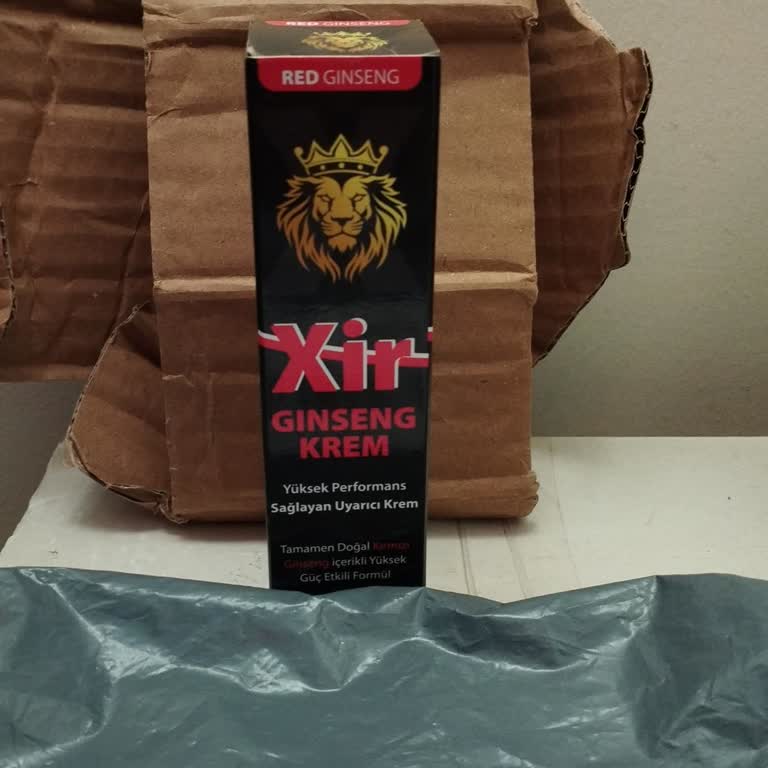 RED GINSENG
RED GINSENG
Xir
GINSENG
KREM
Yüksek Performans
Sağlayan Uyarıcı Krem
Tamamen Doğal Kırmızı
Ginseng içerikli Yüksek
Güç Etkili Formül